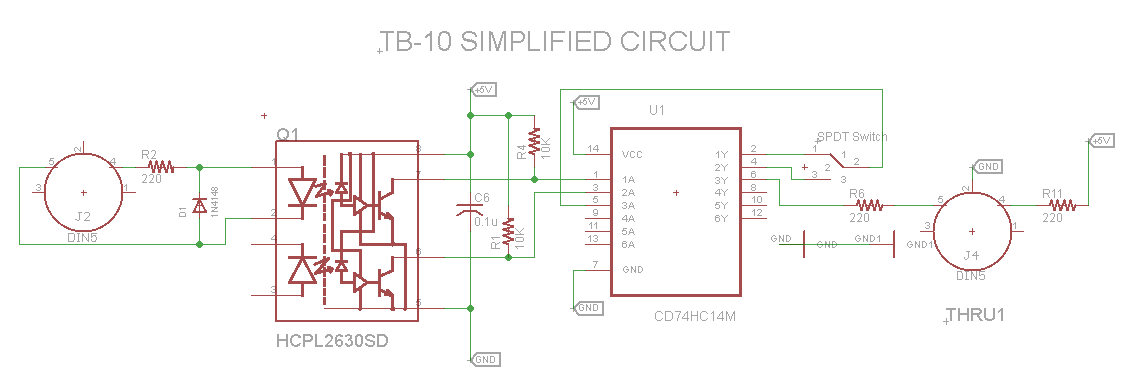 TB-10 SIMPLIFIED CIRCUIT
+5V
+5V
U1
Q1
SPDT Switch
+5V
8
R4
10K
14 VCC 1Y 2
1 1
2
R2
220
5 2 4
1
7
1 1A 2Y 4
2 3
3
GND
3 1
J2
DIN5
D1
1N4148
C6
0.1u
3 2A 3Y 6
5 3A 4Y 8
9 4A 5Y 10
11 5A 6Y 12
13 6A
R6
220
5 2 4
R11
220
2
4
R1
10K
6
GND GND GND1 GND1
3 1
J4
DIN5
7 GND
3
5
GND
CD74HC14M
THRU1
HCPL2630SD
GND